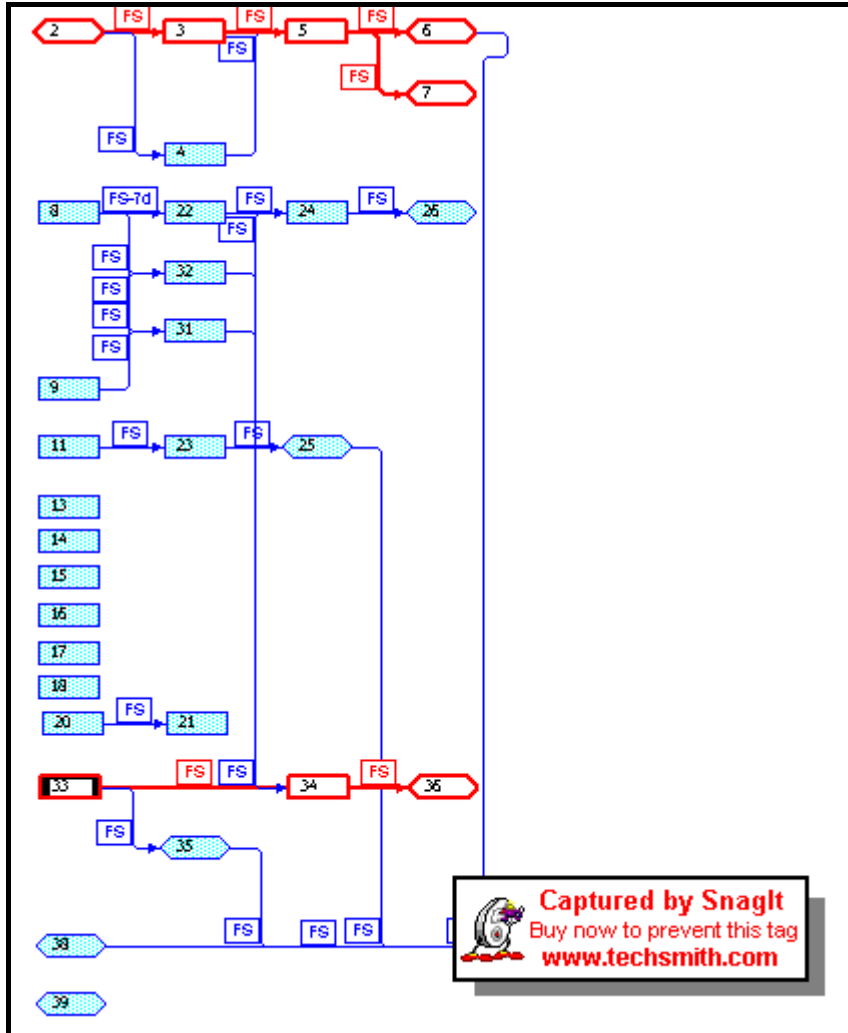 FS FS FS
2 3 5 6
FS
FS
7
FS
4
FS-7d FS FS
8 22 24 26
FS
FS
32
FS
FS
31
FS
9
FS FS
11 23 25
13
14
15
16
17
18
FS
20 21
FS FS FS
33 34 36
FS
35
FS FS FS
38
39
Captured by SnagIt
Buy now to prevent this tag
www.techsmith.com